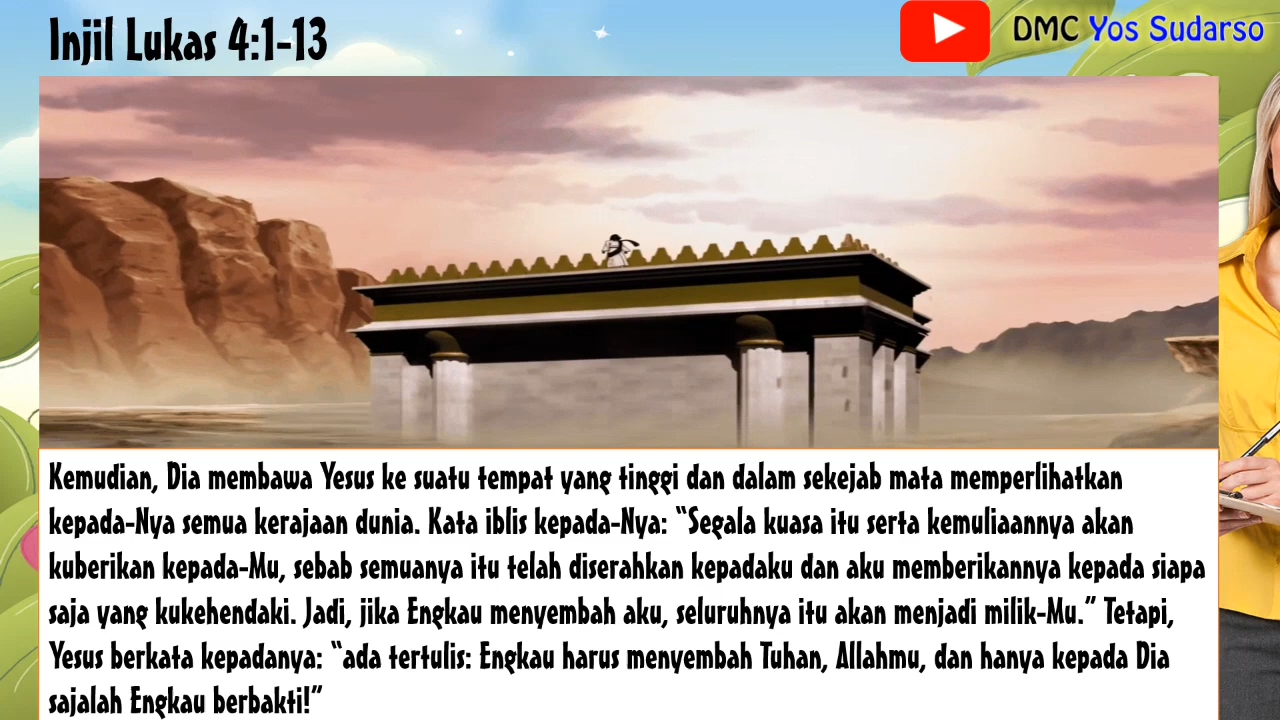 Injil Lukas 4:1-13
DMC Yos Sudarso
Kemudian, Dia membawa Yesus ke suatu tempat yang tinggi dan dalam sekejab mata memperlihatkan
kepada-Nya semua kerajaan dunia. Kata iblis kepada-Nya: “Segala kuasa itu serta kemuliaannya akan
kuberikan kepada-Mu, sebab semuanya itu telah diserahkan kepadaku dan aku memberikannya kepada siapa
saja yang kukehendaki. Jadi, jika Engkau menyembah aku, seluruhnya itu akan menjadi milik-Mu.” Tetapi,
Yesus berkata kepadanya: “ada tertulis: Engkau harus menyembah Tuhan, Allahmu, dan hanya kepada Dia
sajalah Engkau berbakti!”